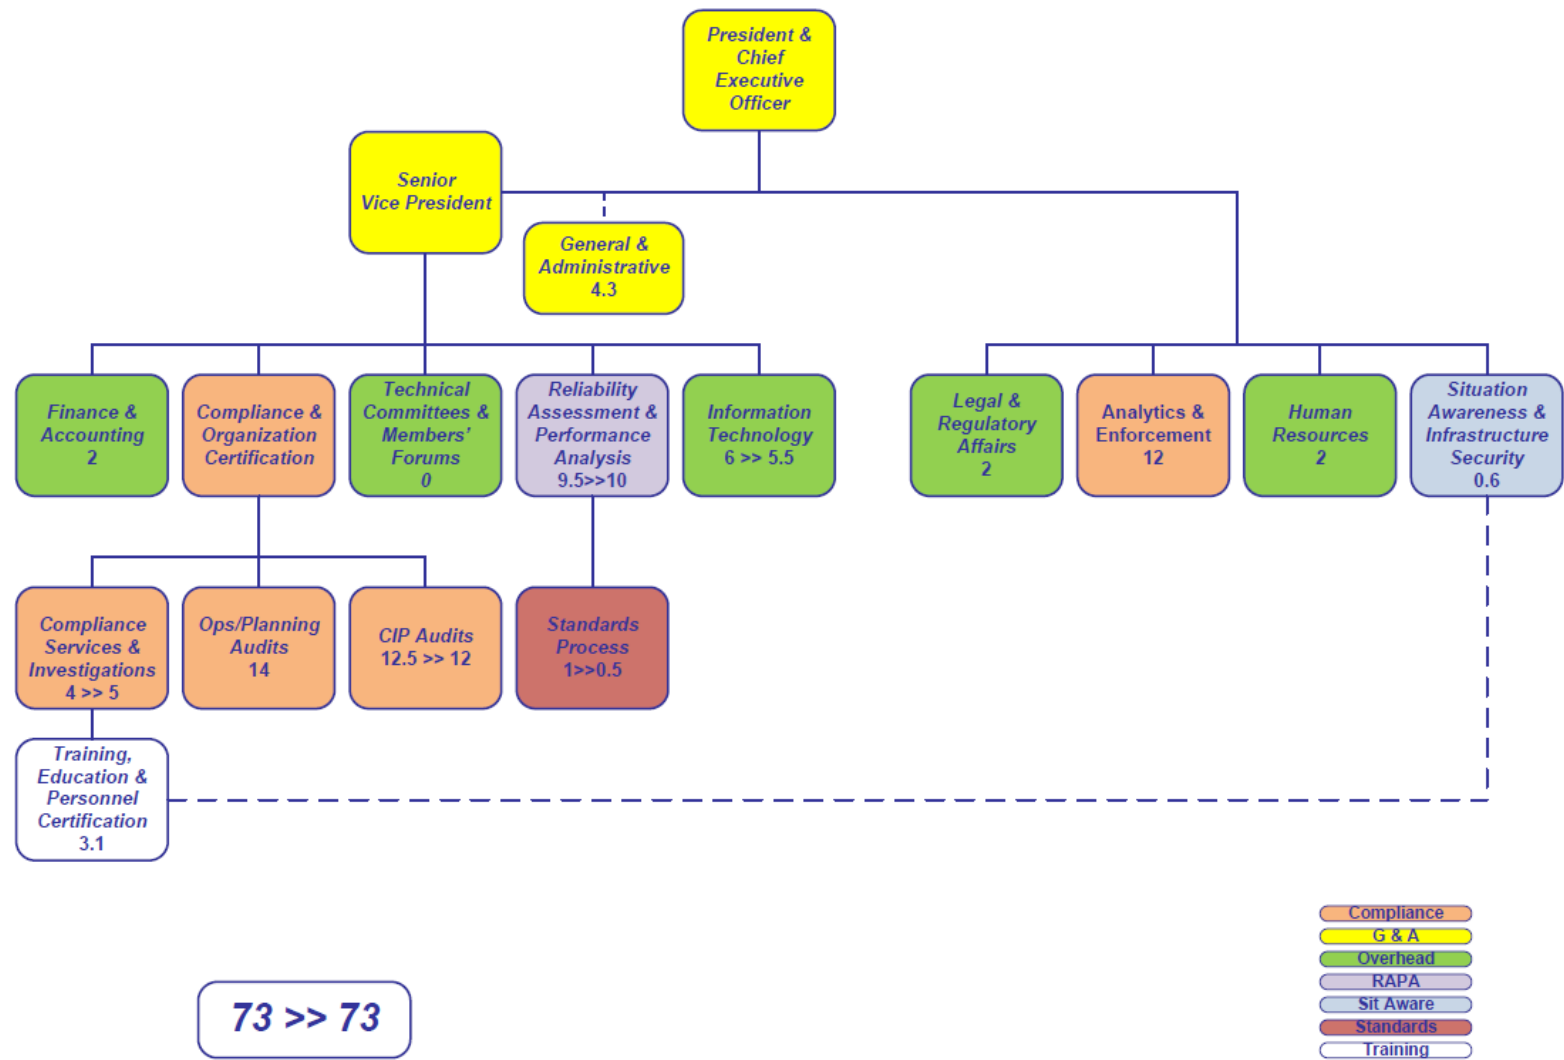 President &
Chief
Executive
Officer
Senior
Vice President
General &
Administrative
4.3
Finance &
Accounting
2
Compliance &
Organization
Certification
Technical
Committees &
Members'
Forums
0
Reliability
Assessment &
Performance
Analysis
9.5>>10
Information
Technology
6 >> 5.5
Legal &
Regulatory
Affairs
2
Analytics &
Enforcement
12
Human
Resources
2
Situation
Awareness &
Infrastructure
Security
0.6
Compliance
Services &
Investigations
4 >> 5
Ops/Planning
Audits
14
CIP Audits
12.5 >> 12
Standards
Process
1>>0.5
Training,
Education &
Personnel
Certification
3.1
73 >> 73
Compliance
G & A
Overhead
RAPA
Sit Aware
Standards
Training